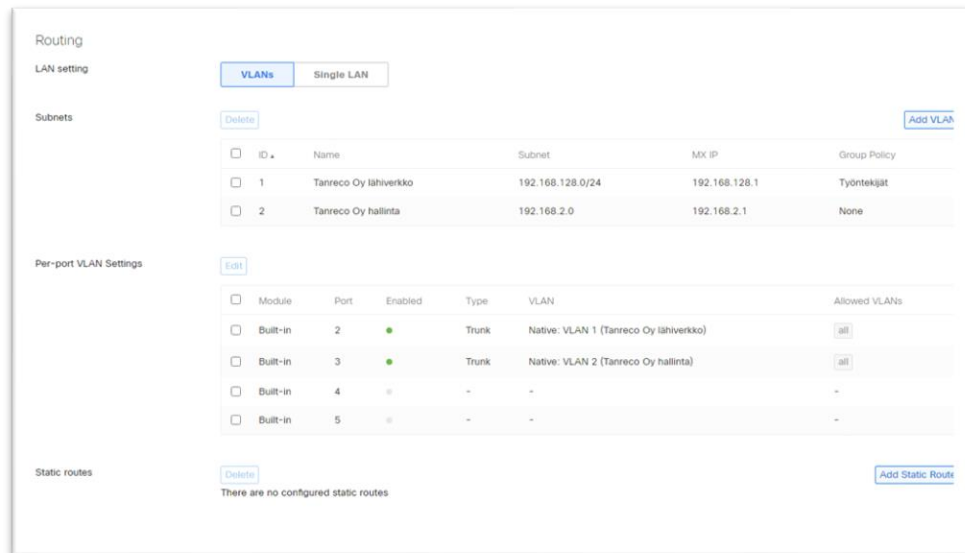 Routing
LAN setting
VLANs Single LAN
Subnets
Delete Add VLAN
ID Name Subnet MX IP Group Policy
1 Tanreco Oy lähiverkko 192.168.128.0/24 192.168.128.1 Työntekijät
2 Tanreco Oy hallinta 192.168.2.0 192.168.2.1 None
Per-port VLAN Settings
Edit
Module Port Enabled Type VLAN Allowed VLANs
Built-in 2 Trunk Native: VLAN 1 (Tanreco Oy lähiverkko) all
Built-in 3 Trunk Native: VLAN 2 (Tanreco Oy hallinta) all
Built-in 4 - - -
Built-in 5 - - -
Static routes
Delete Add Static Route
There are no configured static routes